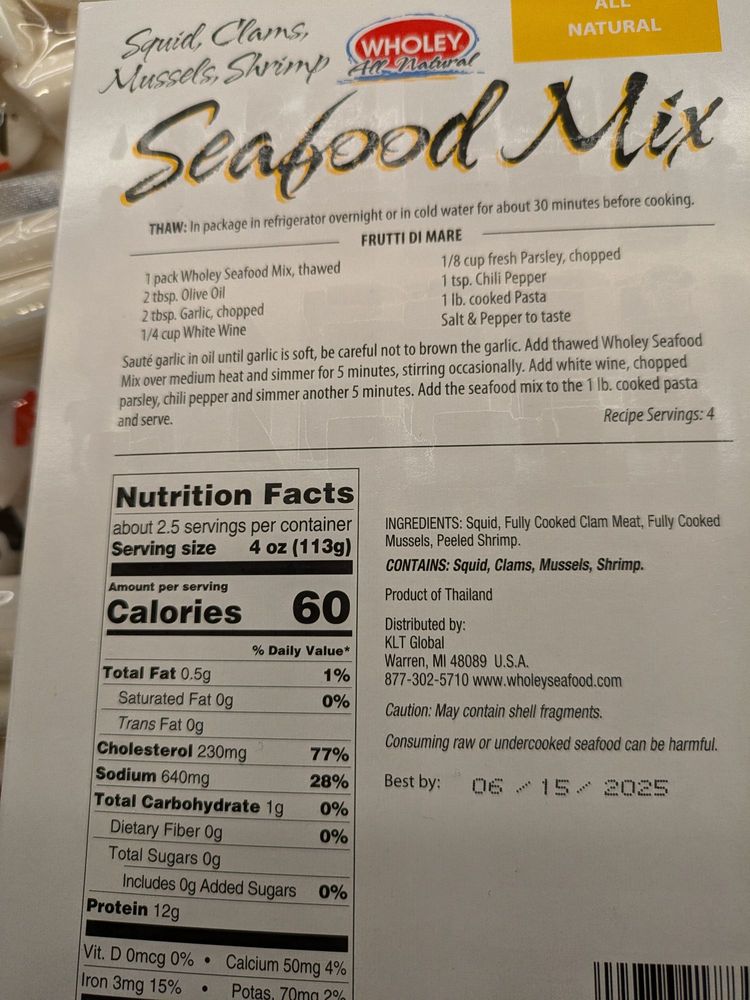 ALL
NATURAL
Squid, Clams,
Mussels, Shrimp
WHOLEY
All Natural
Seafood Mix
THAW: In package in refrigerator overnight or in cold water for about 30 minutes before cooking.
FRUTTI DI MARE
1 pack Wholey Seafood Mix, thawed
2 tbsp. Olive Oil
2 tbsp. Garlic, chopped
1/4 cup White Wine
1/8 cup fresh Parsley, chopped
1 tsp. Chili Pepper
1 lb. cooked Pasta
Salt & Pepper to taste
Sauté garlic in oil until garlic is soft, be careful not to brown the garlic. Add thawed Wholey Seafood
Mix over medium heat and simmer for 5 minutes, stirring occasionally. Add white wine, chopped
parsley, chili pepper and simmer another 5 minutes. Add the seafood mix to the 1 lb. cooked pasta
and serve.
Recipe Servings: 4
Nutrition Facts
about 2.5 servings per container
Serving size 4 oz (113g)
Amount per serving
Calories 60
% Daily Value*
Total Fat 0.5g 1%
Saturated Fat 0g 0%
Trans Fat 0g
Cholesterol 230mg 77%
Sodium 640mg 28%
Total Carbohydrate 1g 0%
Dietary Fiber 0g 0%
Total Sugars 0g
Includes 0g Added Sugars 0%
Protein 12g
Vit. D 0mcg 0% • Calcium 50mg 4%
Iron 3mg 15% • Potas. 70mg 2%
INGREDIENTS: Squid, Fully Cooked Clam Meat, Fully Cooked
Mussels, Peeled Shrimp.
CONTAINS: Squid, Clams, Mussels, Shrimp.
Product of Thailand
Distributed by:
KLT Global
Warren, MI 48089 U.S.A.
877-302-5710 www.wholeyseafood.com
Caution: May contain shell fragments.
Consuming raw or undercooked seafood can be harmful.
Best by: 06 / 15 / 2025